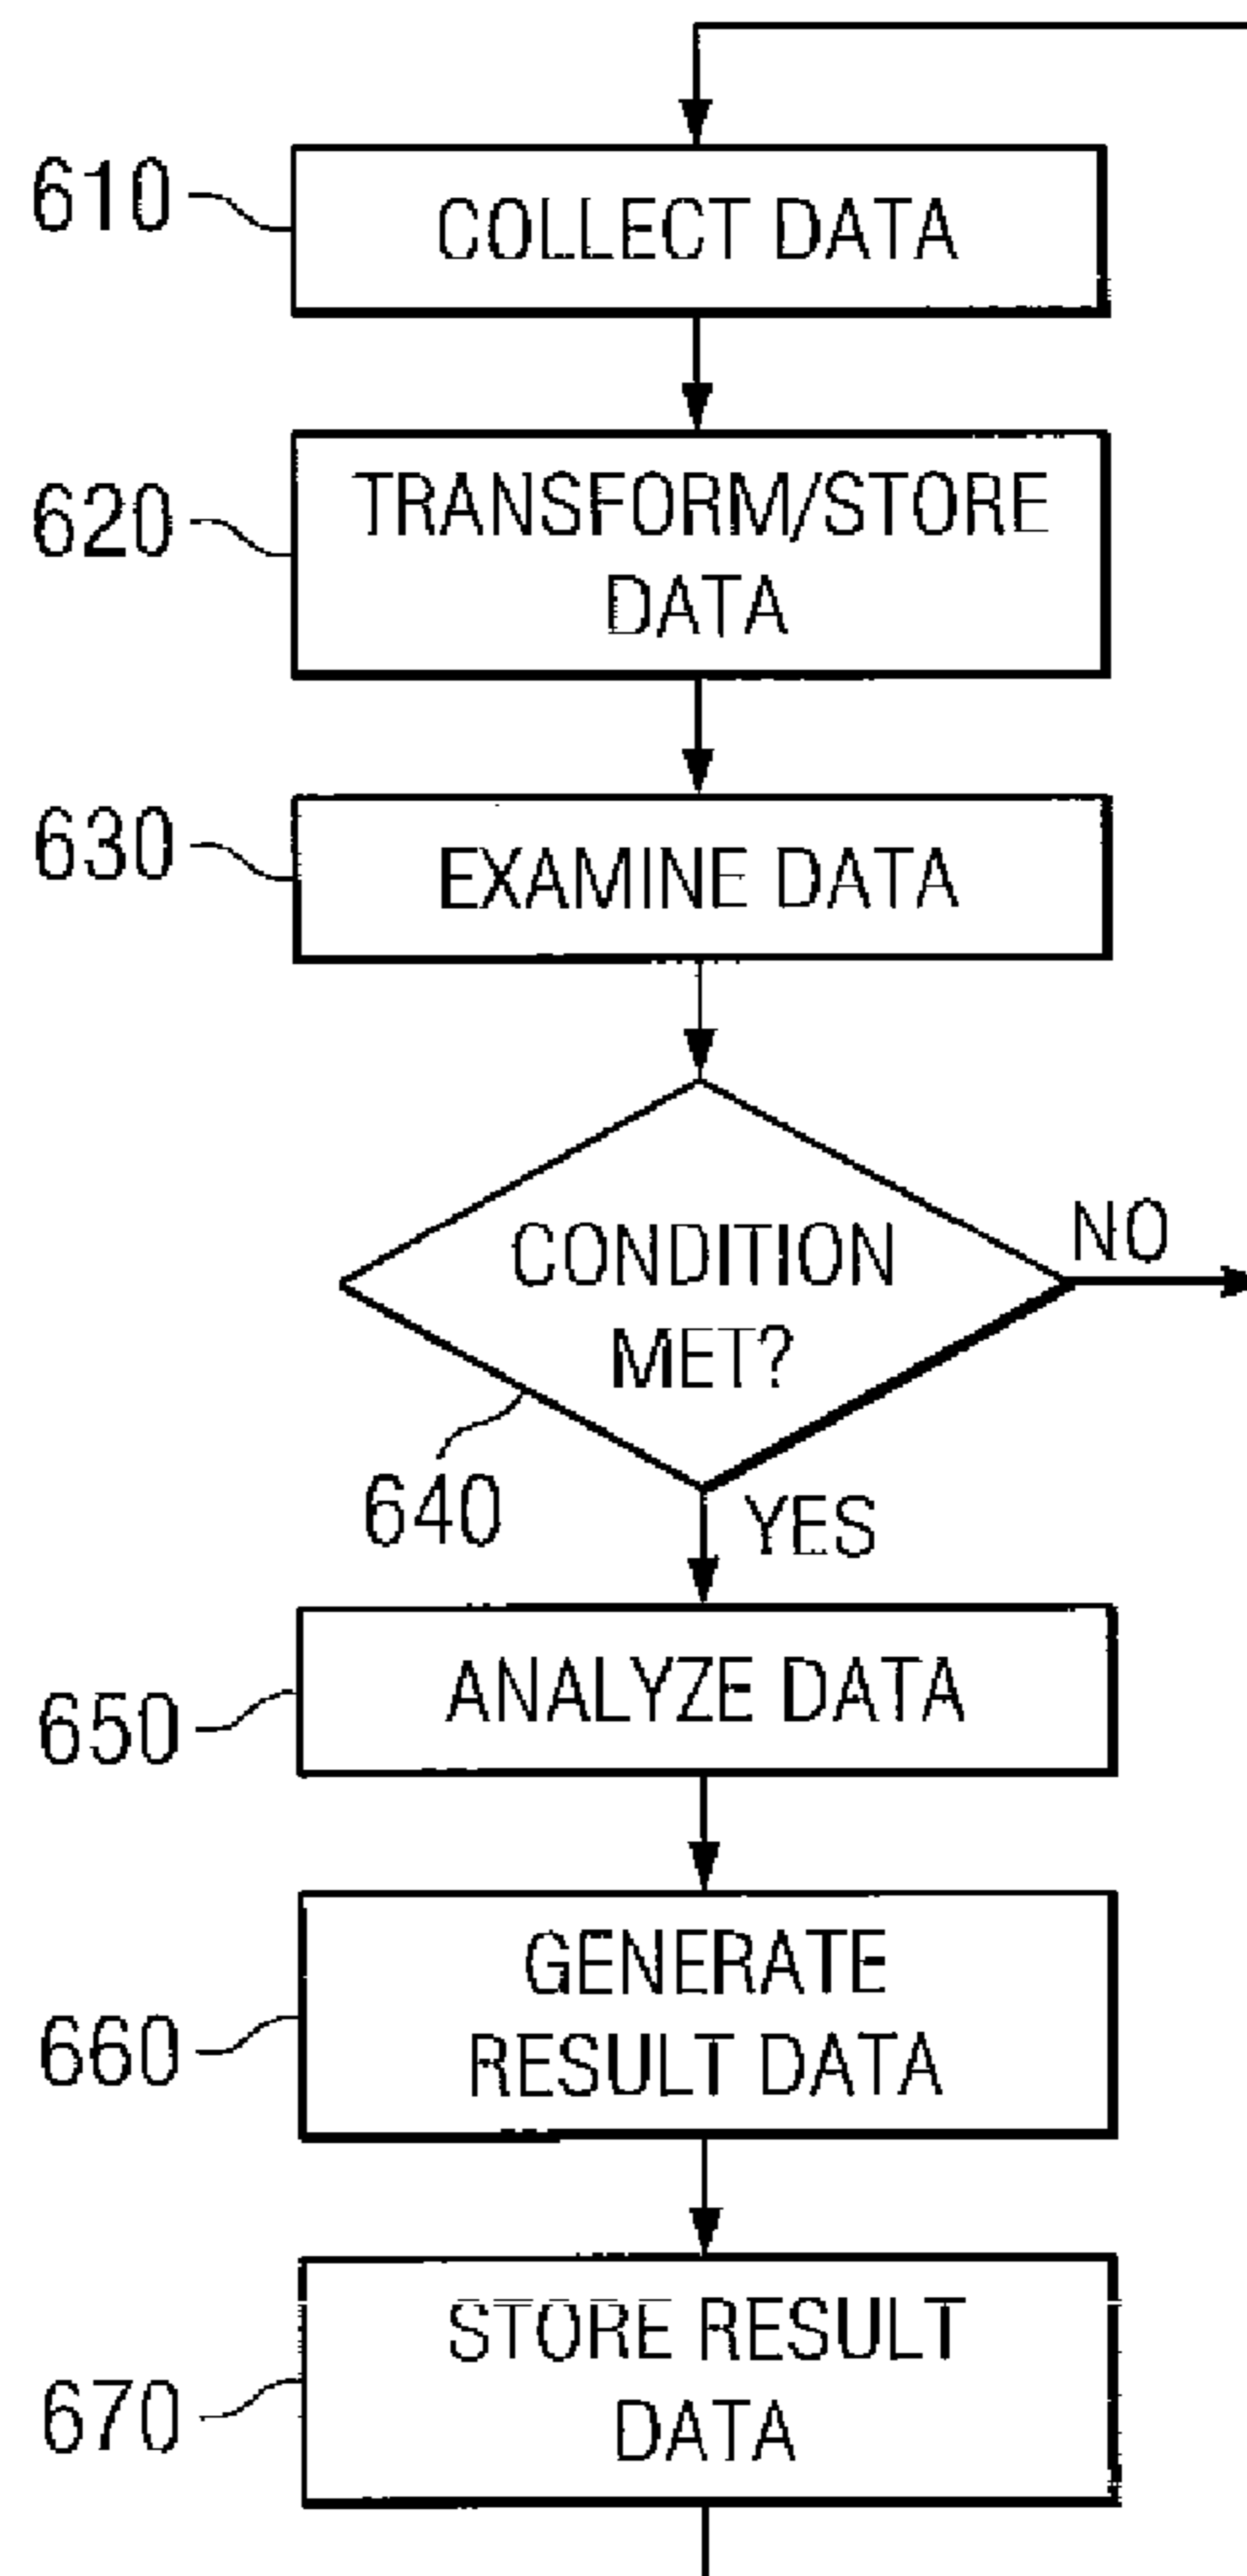 610
COLLECT DATA
620
TRANSFORM/STORE
DATA
630
EXAMINE DATA
CONDITION
MET?
NO
640
YES
650
ANALYZE DATA
660
GENERATE
RESULT DATA
670
STORE RESULT
DATA